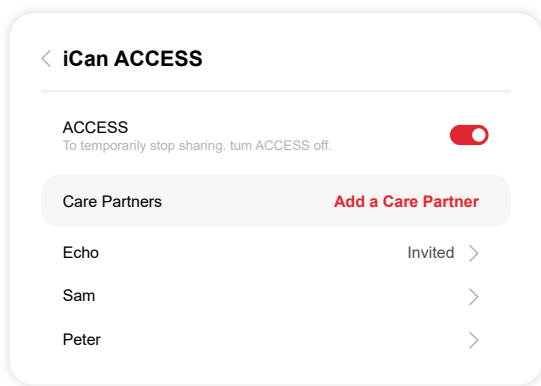 iCan ACCESS
ACCESS
To temporarily stop sharing. tum ACCESS off.
Care Partners Add a Care Partner
Echo Invited
Sam
Peter